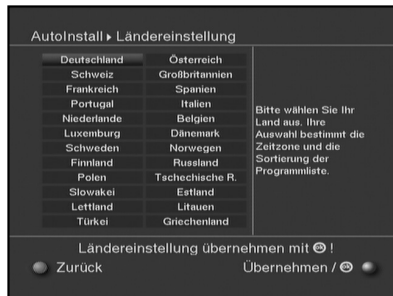 AutoInstall ▸ Ländereinstellung
Deutschland Österreich
Schweiz Großbritannien
Frankreich Spanien
Portugal Italien
Niederlande Belgien
Luxemburg Dänemark
Schweden Norwegen
Finnland Russland
Polen Tschechische R.
Slowakei Estland
Lettland Litauen
Türkei Griechenland
Bitte wählen Sie Ihr
Land aus. Ihre
Auswahl bestimmt die
Zeitzone und die
Sortierung der
Programmliste.
Ländereinstellung übernehmen mit OK !
Zurück
Übernehmen / OK